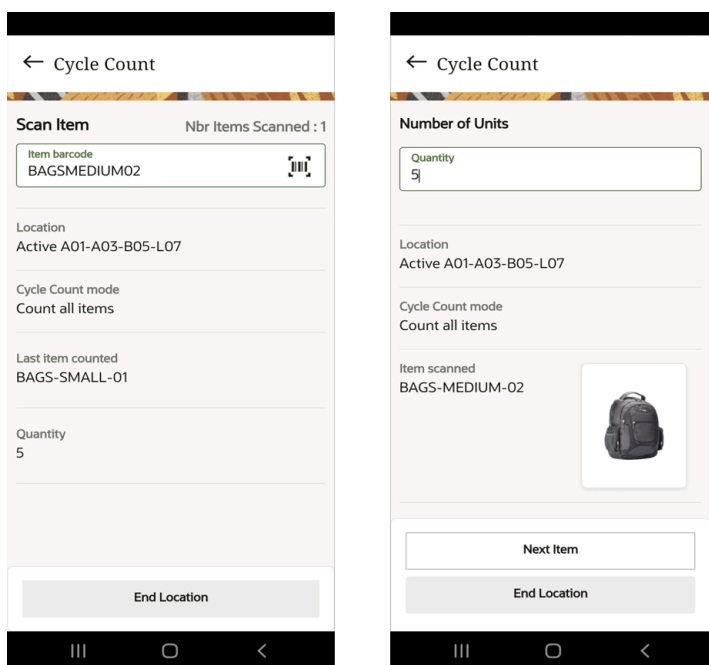 Cycle Count
Scan Item
Nbr Items Scanned : 1
Item barcode
BAGSMEDIUM02
Location
Active A01-A03-B05-L07
Cycle Count mode
Count all items
Last item counted
BAGS-SMALL-01
Quantity
5
End Location
Cycle Count
Number of Units
Quantity
5
Location
Active A01-A03-B05-L07
Cycle Count mode
Count all items
Item scanned
BAGS-MEDIUM-02
Next Item
End Location